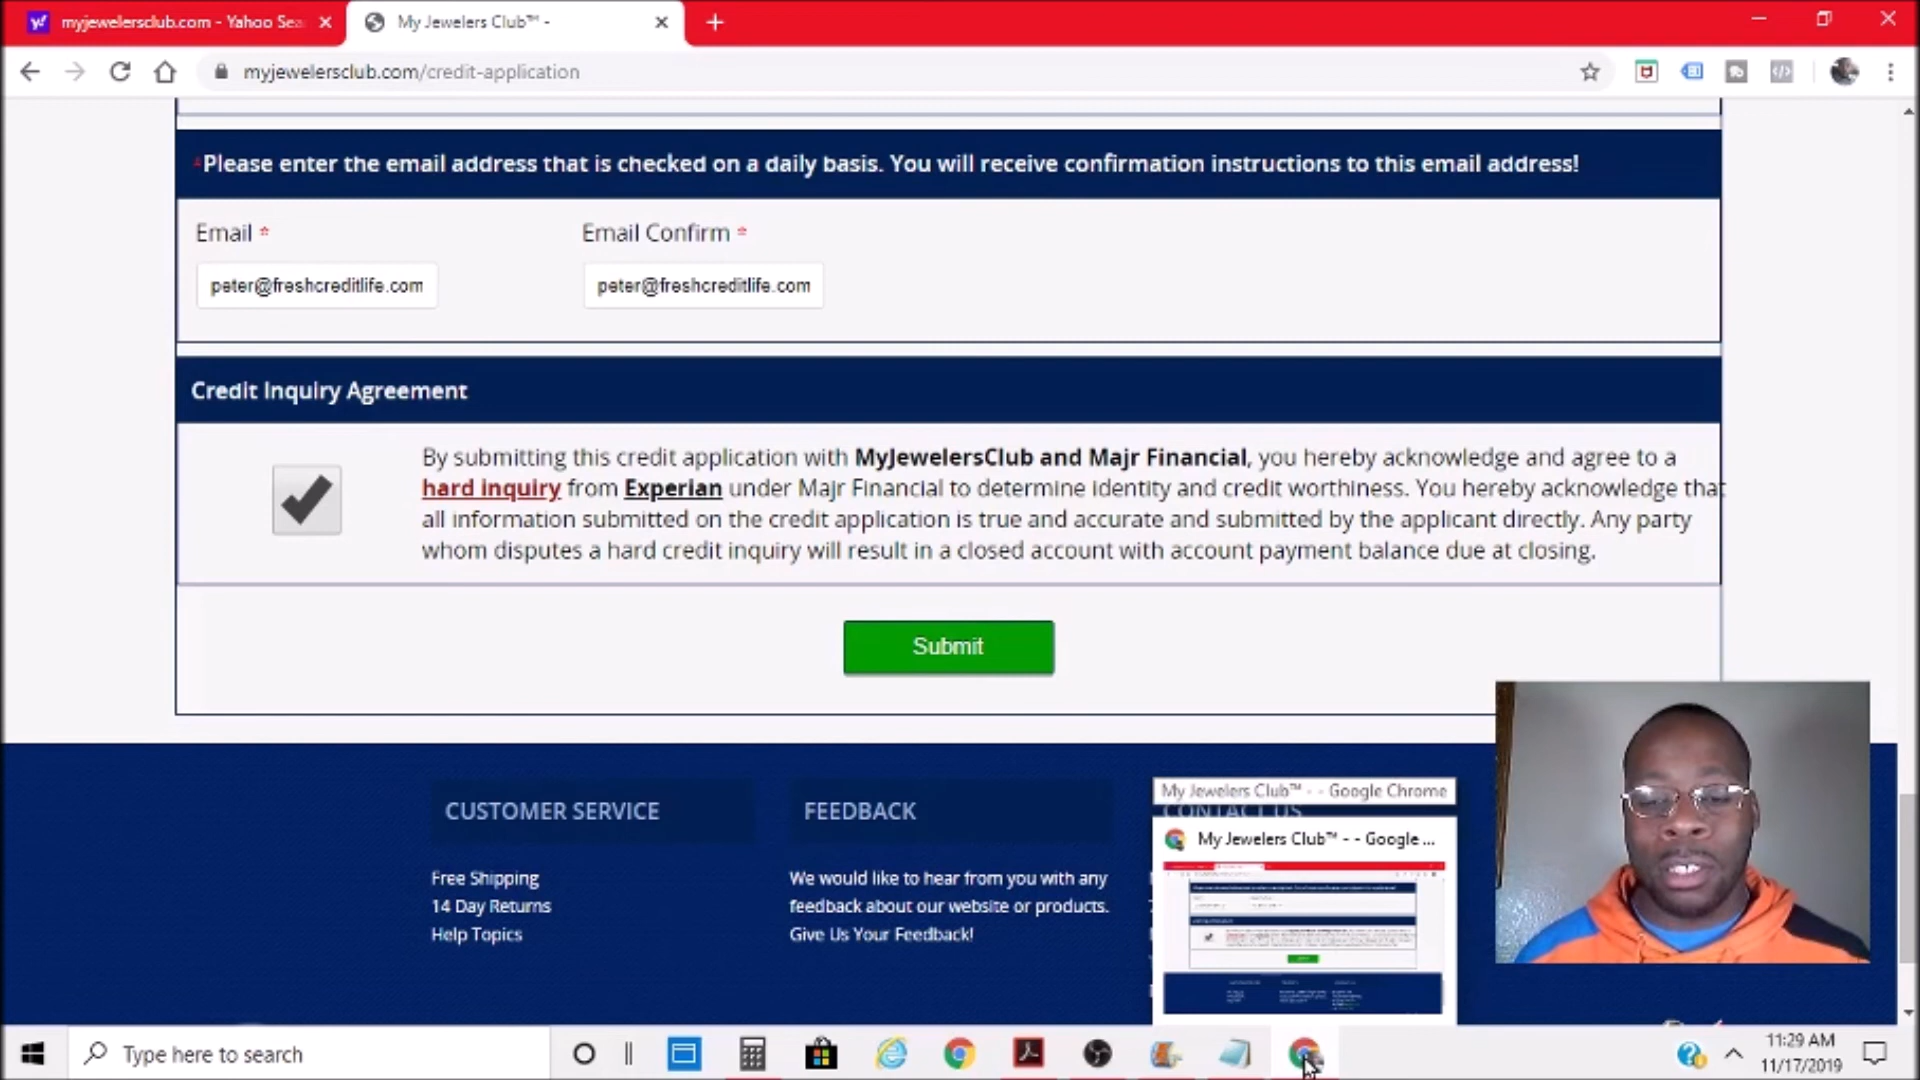 myjewelersclub.com - Yahoo Sea
My Jewelers Club™ -
myjewelersclub.com/credit-application
*Please enter the email address that is checked on a daily basis. You will receive confirmation instructions to this email address!
Email * Email Confirm *
peter@freshcreditlife.com peter@freshcreditlife.com
Credit Inquiry Agreement
By submitting this credit application with MyJewelersClub and Majr Financial, you hereby acknowledge and agree to a
hard inquiry from Experian under Majr Financial to determine identity and credit worthiness. You hereby acknowledge that
all information submitted on the credit application is true and accurate and submitted by the applicant directly. Any party
whom disputes a hard credit inquiry will result in a closed account with account payment balance due at closing.
Submit
CUSTOMER SERVICE
Free Shipping
14 Day Returns
Help Topics
FEEDBACK
We would like to hear from you with any
feedback about our website or products.
Give Us Your Feedback!
My Jewelers Club™ - - Google Chrome
CONTACT US
My Jewelers Club™ - - Google ...
Type here to search
11:29 AM
11/17/2019